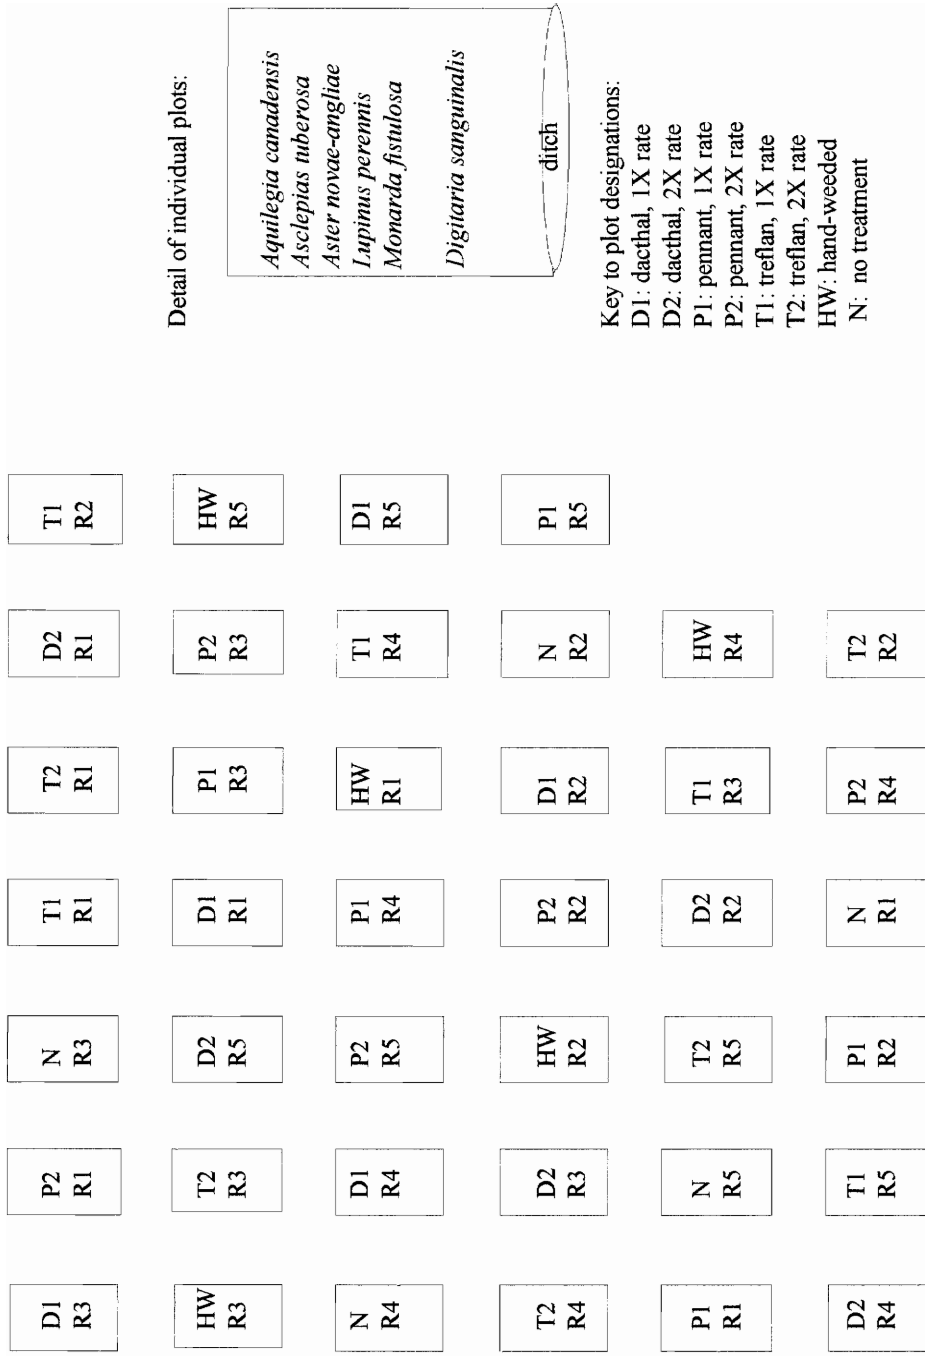 D2
R4
P1
R1
T2
R4
N
R4
HW
R3
D1
R3
T1
R5
N
R5
D2
R3
D1
R4
T2
R3
P2
R1
P1
R2
T2
R5
HW
R2
P2
R5
D2
R5
N
R3
N
R1
D2
R2
P2
R2
P1
R4
D1
R1
T1
R1
P2
R4
T1
R3
D1
R2
HW
R1
P1
R3
T2
R1
T2
R2
HW
R4
N
R2
T1
R4
P2
R3
D2
R1
P1
R5
D1
R5
HW
R5
T1
R2
Detail of individual plots:
Aquilegia canadensis
Asclepias tuberosa
Aster novae-angliae
Lupinus perennis
Monarda fistulosa
Digitaria sanguinalis
ditch
Key to plot designations:
D1: dacthal, 1X rate
D2: dacthal, 2X rate
P1: pennant, 1X rate
P2: pennant, 2X rate
T1: treflan, 1X rate
T2: treflan, 2X rate
HW: hand-weeded
N: no treatment